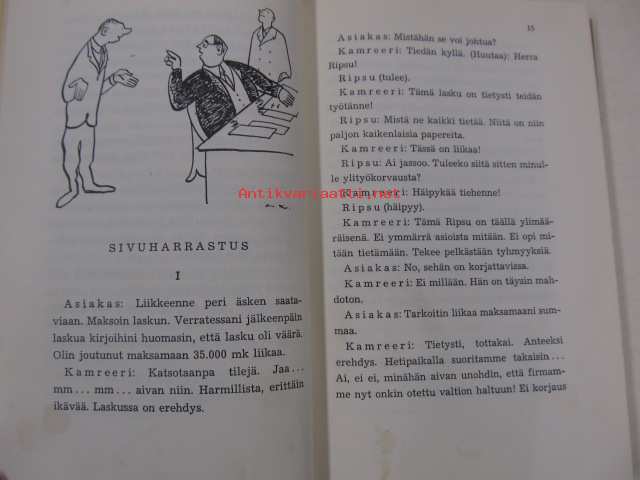 SIVUHARRASTUS
I
Asiakas: Liikkeenne peri äsken saata-
viaan. Maksoin laskun. Verratessani jälkeenpäin
laskua kirjoihini huomasin, että lasku oli väärä.
Olin joutunut maksamaan 35.000 mk liikaa.
Kamreeri: Katsotaanpa tilejä. Jaa...
mm... mm... aivan niin. Harmillista, erittäin
ikävää. Laskussa on erehdys.
15
Asiakas: Mistähän se voi johtua?
Kamreeri: Tiedän kyllä. (Huutaa): Herra
Ripsu!
Ripsu (tulee).
Kamreeri: Tämä lasku on tietysti teidän
työtänne!
Ripsu: Mistä ne kaikki tietää. Niitä on niin
paljon kaikenlaisia papereita.
Kamreeri: Tässä on liikaa!
Ripsu: Ai jassoo. Tuleeko siitä sitten minul-
le ylityökorvausta?
Kamreeri: Häipykää tiehenne!
Ripsu (häipyy).
Kamreeri: Tämä Ripsu on täällä ylimää-
räisenä. Ei ymmärrä asioista mitään. Ei opi mi-
tään tietämään. Tekee pelkästään tyhmyyksiä.
Asiakas: No, sehän on korjattavissa.
Kamreeri: Ei millään. Hän on täysin mah-
doton.
Asiakas: Tarkoitin liikaa maksamaani sum-
maa.
Kamreeri: Tietysti, tottakai. Anteeksi
erehdys. Hetipaikalla suoritamme takaisin...
Ai, ei ei, minähän aivan unohdin, että firmam-
me nyt onkin otettu valtion haltuun! Ei korjaus
Antikvariaatti.net